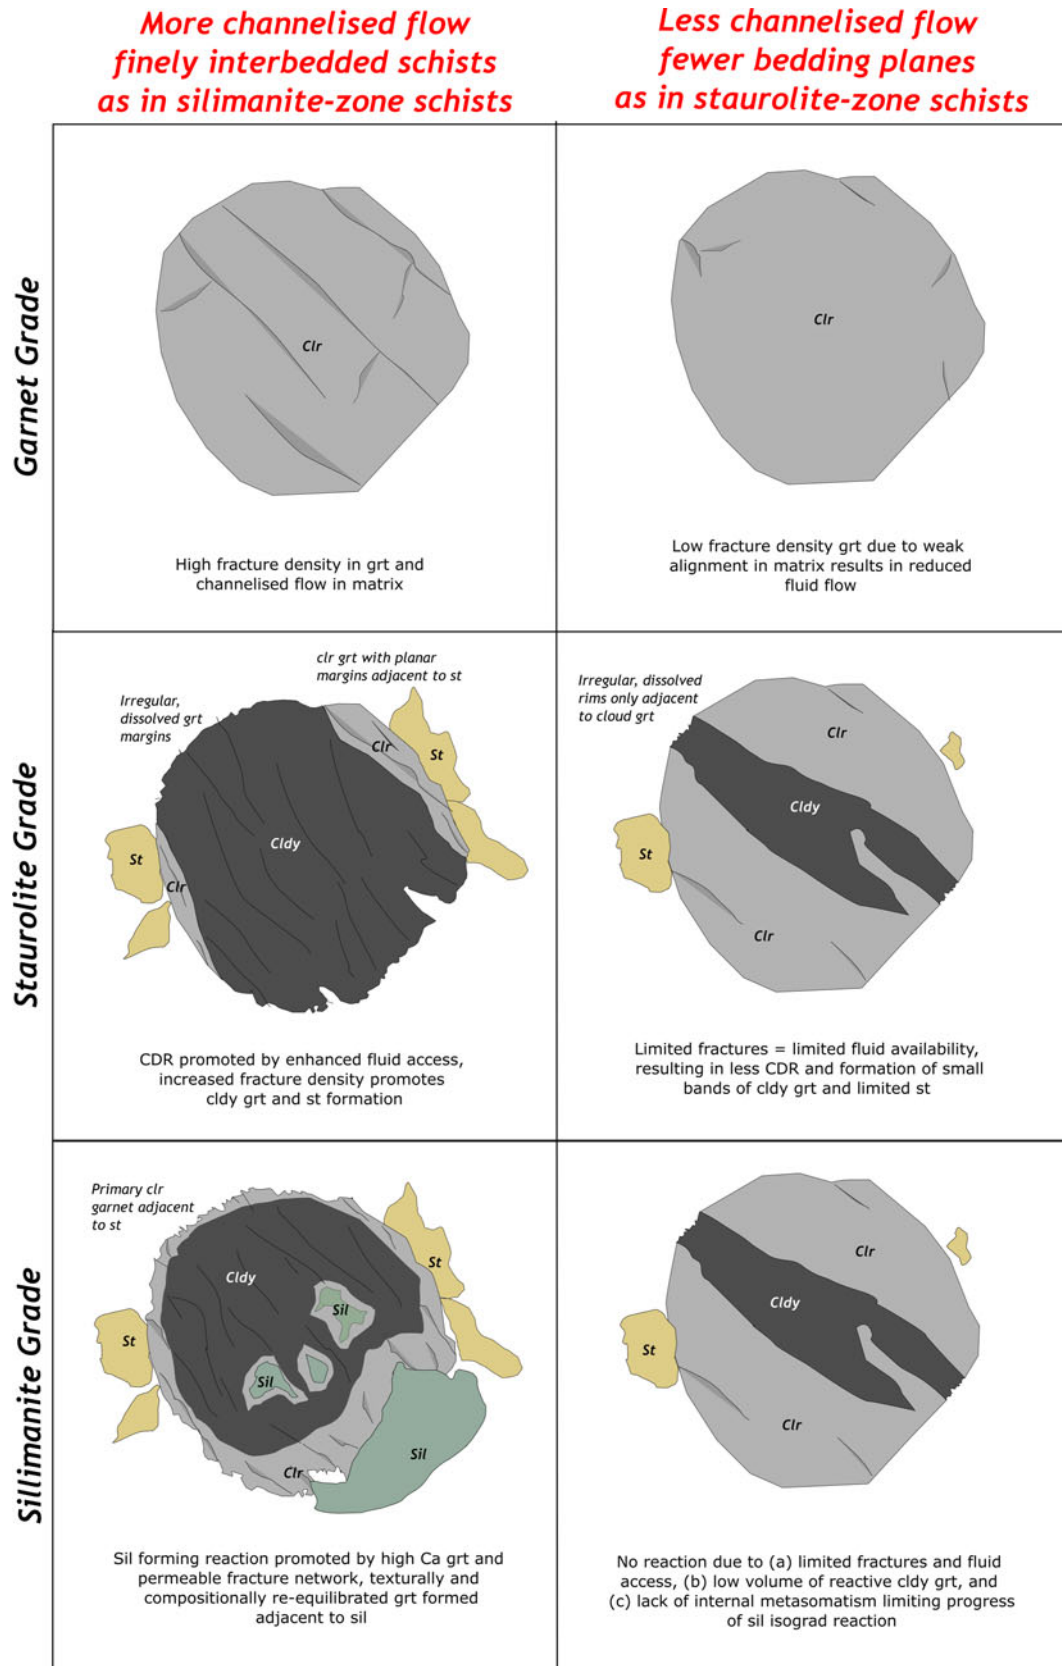 More channelised flow
finely interbedded schists
as in silimanite-zone schists
Less channelised flow
fewer bedding planes
as in staurolite-zone schists
Garnet Grade
Clr
High fracture density in grt and
channelised flow in matrix
Clr
Low fracture density grt due to weak
alignment in matrix results in reduced
fluid flow
Staurolite Grade
Irregular,
dissolved grt
margins
clr grt with planar
margins adjacent to st
Clr
St
Cldy
St
Clr
CDR promoted by enhanced fluid access,
increased fracture density promotes
cldy grt and st formation
Irregular, dissolved
rims only adjacent
to cloud grt
Clr
Cldy
St
Clr
Limited fractures = limited fluid availability,
resulting in less CDR and formation of small
bands of cldy grt and limited st
Sillimanite Grade
Primary clr
garnet adjacent
to st
St
Cldy
Sil
St
Sil
Sil
Clr
Sil forming reaction promoted by high Ca grt and
permeable fracture network, texturally and
compositionally re-equilibrated grt formed
adjacent to sil
Clr
Cldy
St
Clr
No reaction due to (a) limited fractures and fluid
access, (b) low volume of reactive cldy grt, and
(c) lack of internal metasomatism limiting progress
of sil isograd reaction